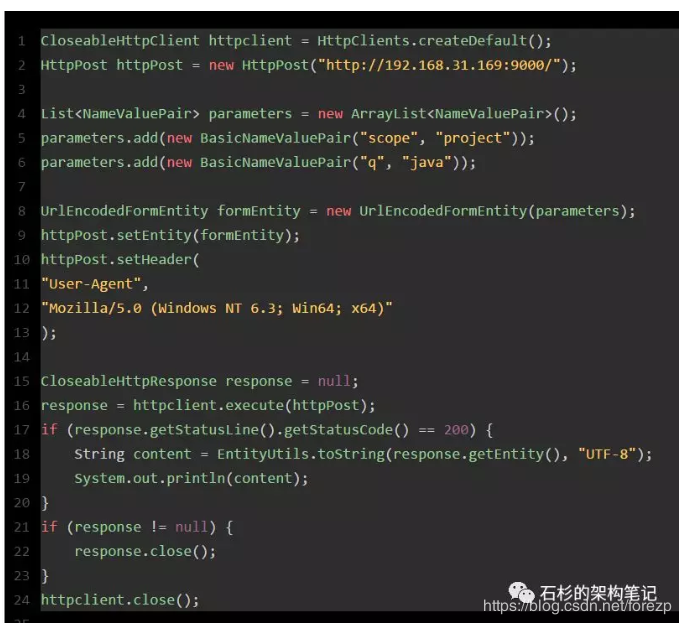 1 CloseableHttpClient httpclient = HttpClients.createDefault();
2 HttpPost httpPost = new HttpPost("http://192.168.31.169:9000/");
3
4 List<NameValuePair> parameters = new ArrayList<NameValuePair>();
5 parameters.add(new BasicNameValuePair("scope", "project"));
6 parameters.add(new BasicNameValuePair("q", "java"));
7
8 UrlEncodedFormEntity formEntity = new UrlEncodedFormEntity(parameters);
9 httpPost.setEntity(formEntity);
10 httpPost.setHeader(
11 "User-Agent",
12 "Mozilla/5.0 (Windows NT 6.3; Win64; x64)"
13 );
14
15 CloseableHttpResponse response = null;
16 response = httpclient.execute(httpPost);
17 if (response.getStatusLine().getStatusCode() == 200) {
18     String content = EntityUtils.toString(response.getEntity(), "UTF-8");
19     System.out.println(content);
20 }
21 if (response != null) {
22     response.close();
23 }
24 httpclient.close();
石杉的架构笔记
https://blog.csdn.net/forezp